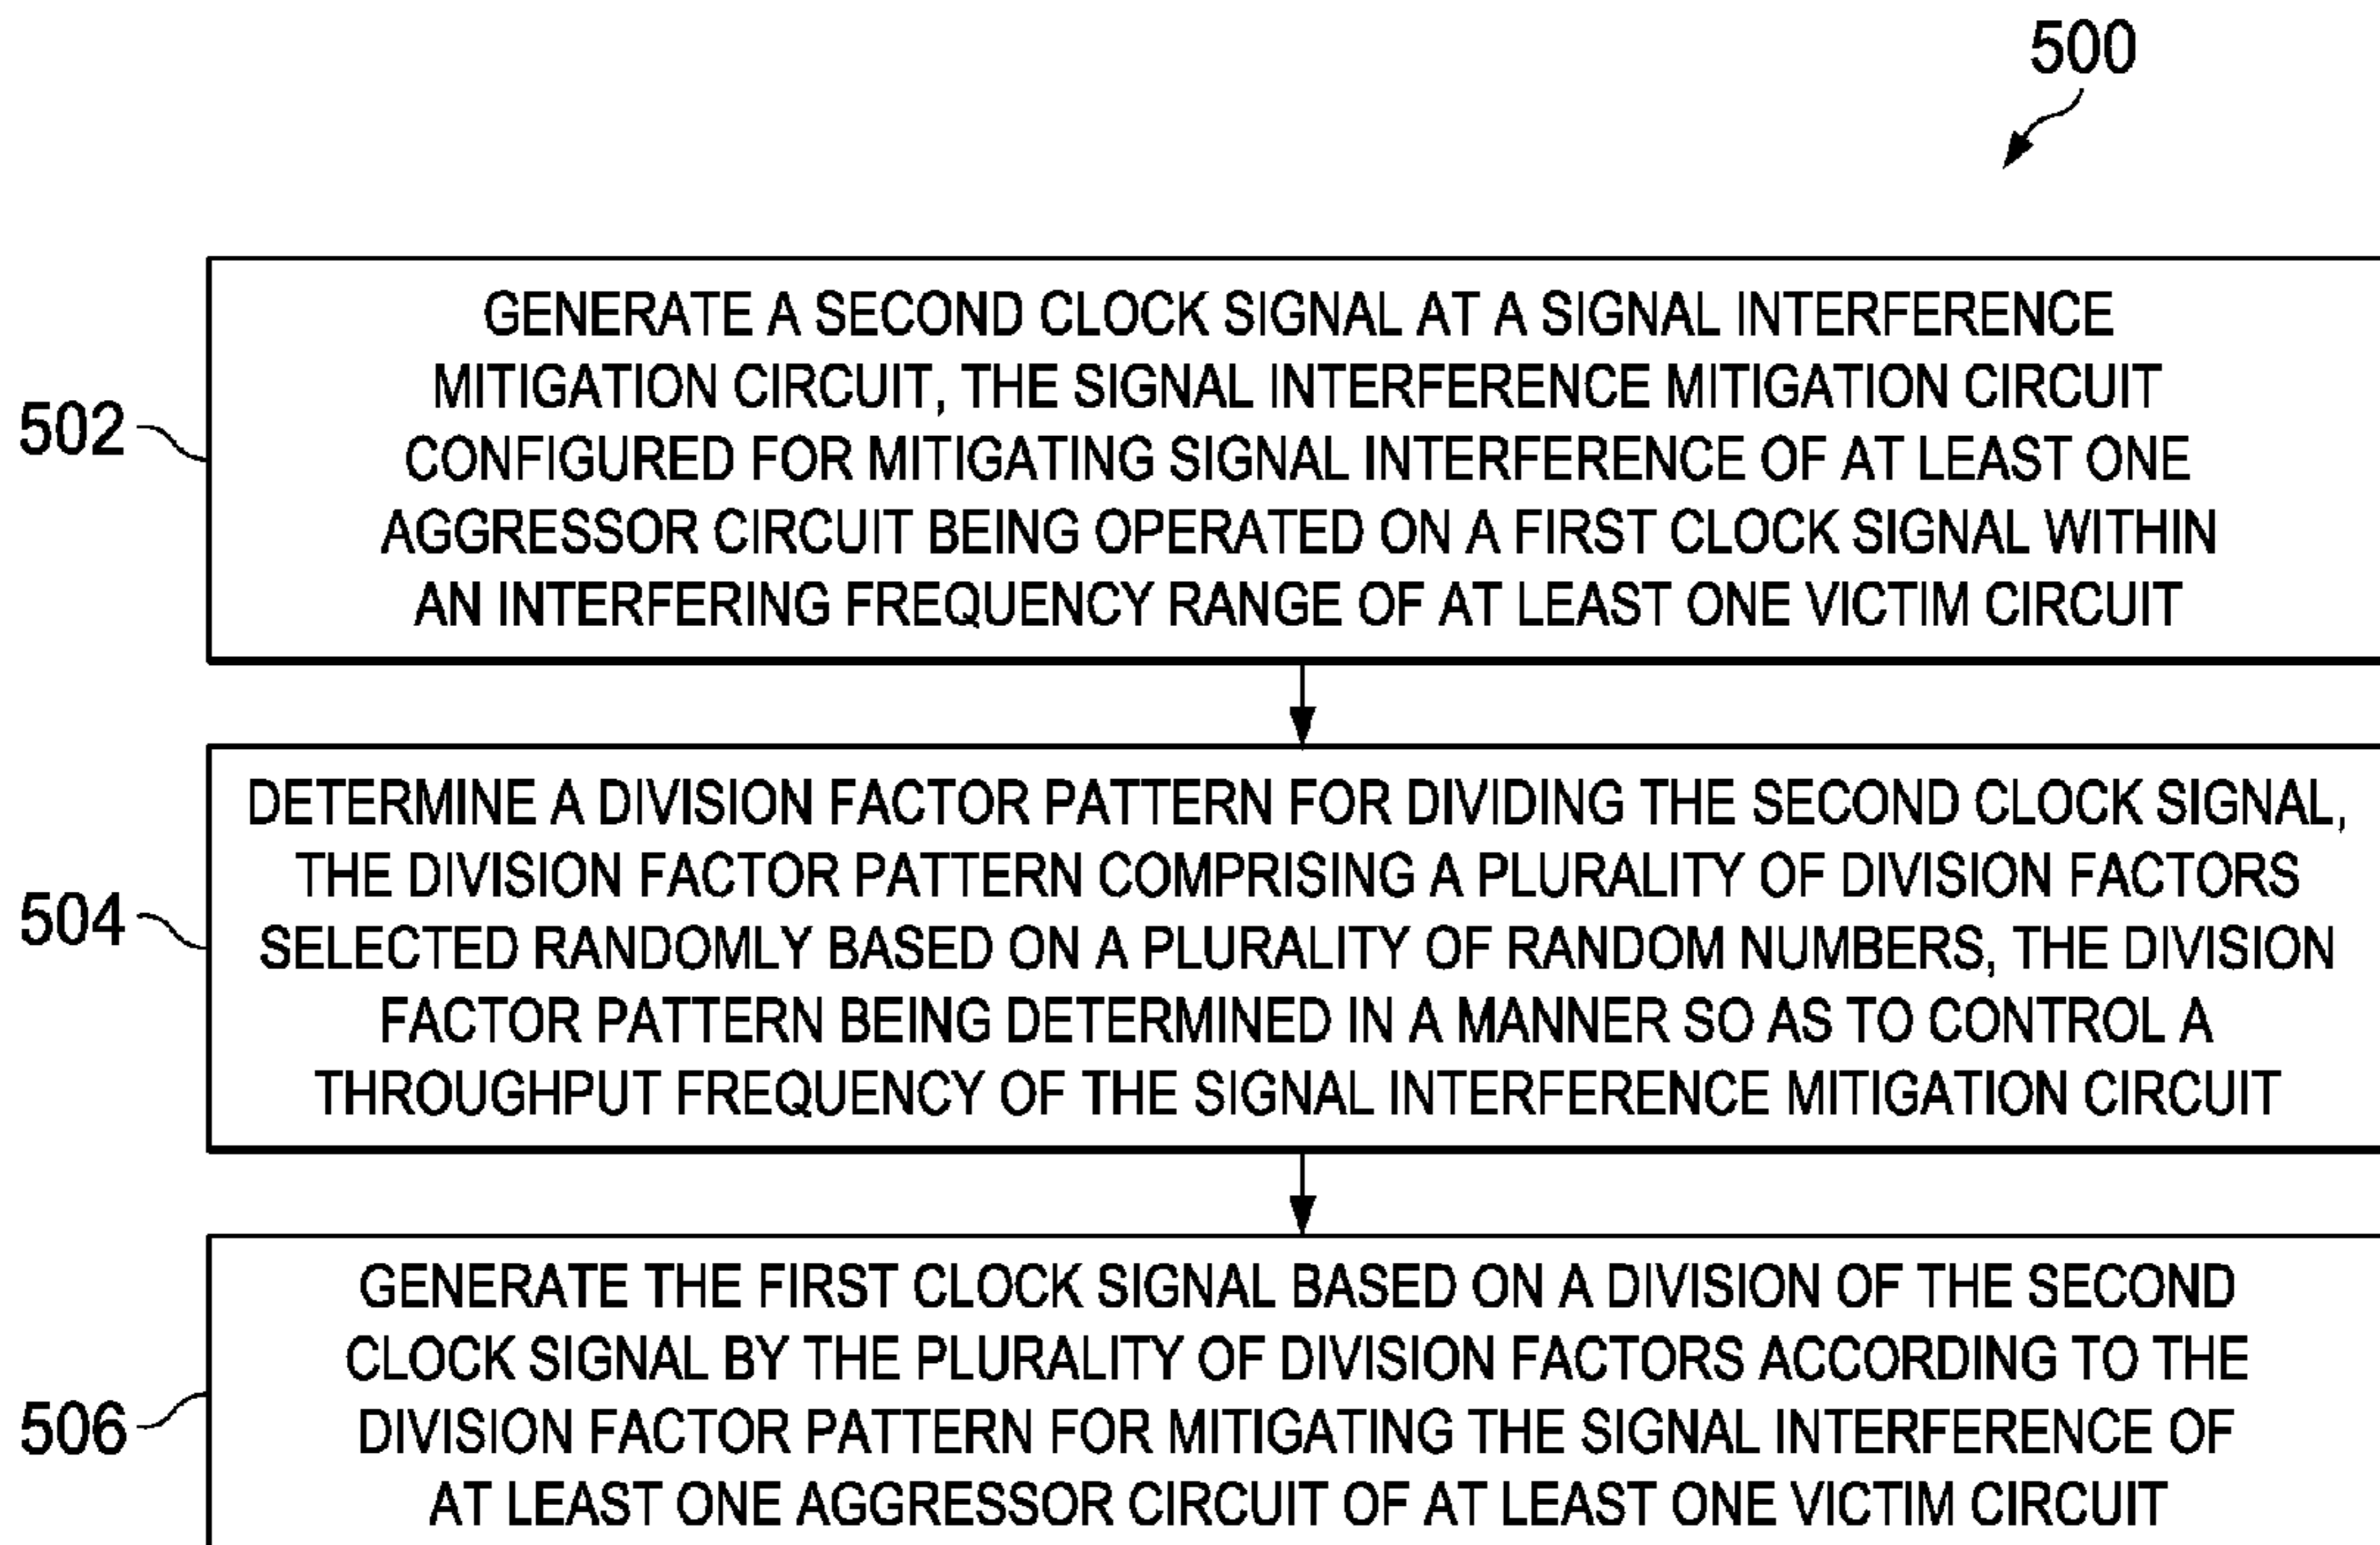 500
502
GENERATE A SECOND CLOCK SIGNAL AT A SIGNAL INTERFERENCE
MITIGATION CIRCUIT, THE SIGNAL INTERFERENCE MITIGATION CIRCUIT
CONFIGURED FOR MITIGATING SIGNAL INTERFERENCE OF AT LEAST ONE
AGGRESSOR CIRCUIT BEING OPERATED ON A FIRST CLOCK SIGNAL WITHIN
AN INTERFERING FREQUENCY RANGE OF AT LEAST ONE VICTIM CIRCUIT
504
DETERMINE A DIVISION FACTOR PATTERN FOR DIVIDING THE SECOND CLOCK SIGNAL,
THE DIVISION FACTOR PATTERN COMPRISING A PLURALITY OF DIVISION FACTORS
SELECTED RANDOMLY BASED ON A PLURALITY OF RANDOM NUMBERS, THE DIVISION
FACTOR PATTERN BEING DETERMINED IN A MANNER SO AS TO CONTROL A
THROUGHPUT FREQUENCY OF THE SIGNAL INTERFERENCE MITIGATION CIRCUIT
506
GENERATE THE FIRST CLOCK SIGNAL BASED ON A DIVISION OF THE SECOND
CLOCK SIGNAL BY THE PLURALITY OF DIVISION FACTORS ACCORDING TO THE
DIVISION FACTOR PATTERN FOR MITIGATING THE SIGNAL INTERFERENCE OF
AT LEAST ONE AGGRESSOR CIRCUIT OF AT LEAST ONE VICTIM CIRCUIT